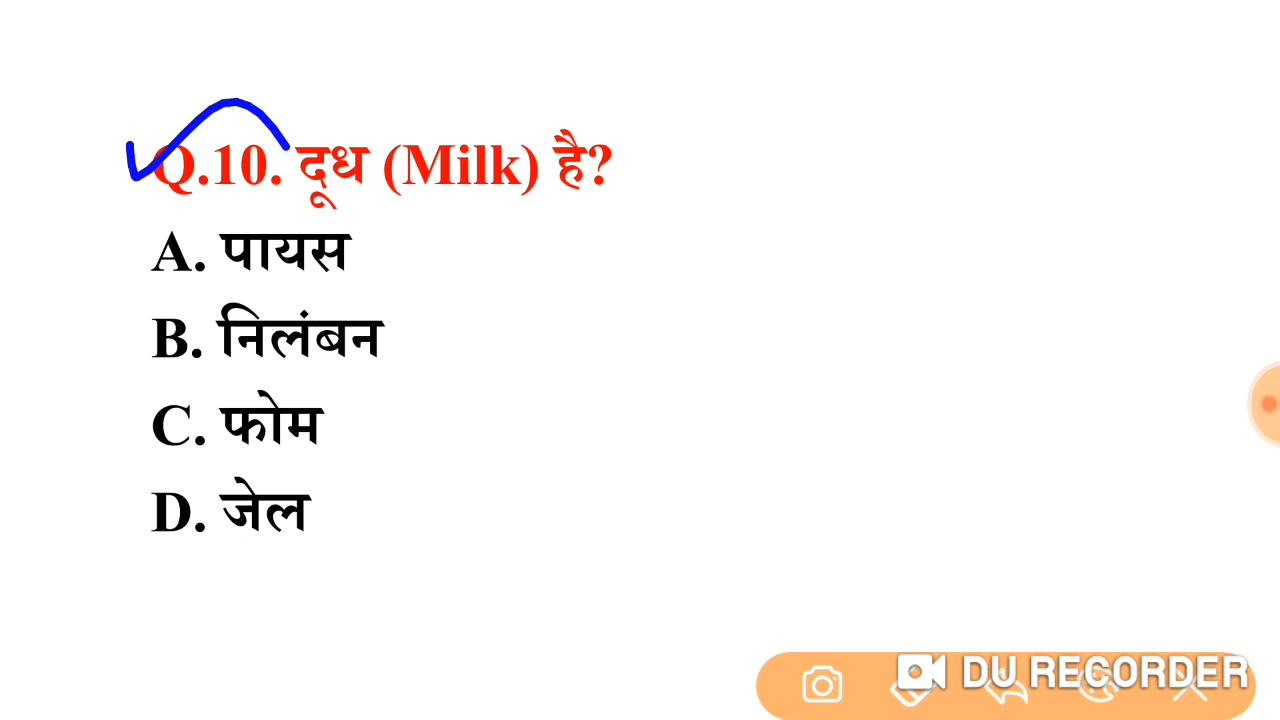 Q.10. दूध (Milk) है?
A. पायस
B. निलंबन
C. फोम
D. जेल
DU RECORDER